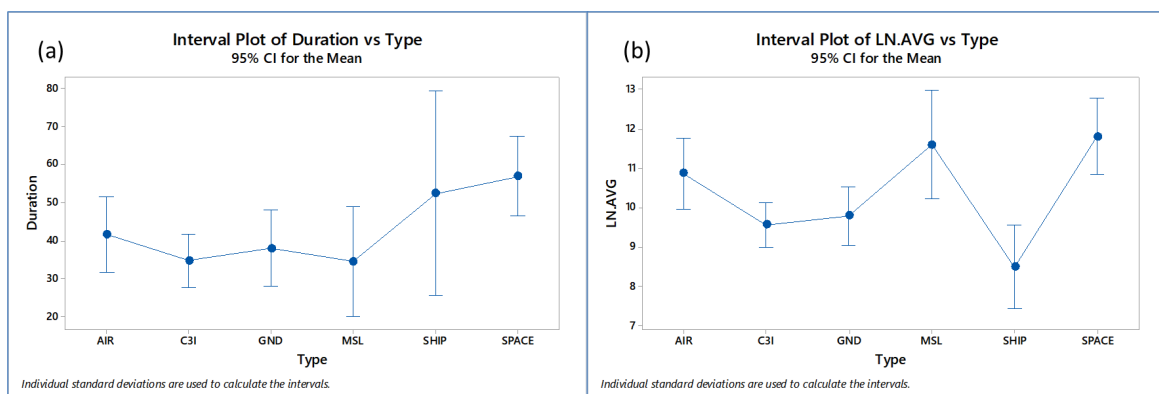 (a)
Interval Plot of Duration vs Type
95% CI for the Mean
Duration
80
70
60
50
40
30
20
AIR C3I GND MSL SHIP SPACE
Type
Individual standard deviations are used to calculate the intervals.
(b)
Interval Plot of LN.AVG vs Type
95% CI for the Mean
LN.AVG
13
12
11
10
9
8
7
AIR C3I GND MSL SHIP SPACE
Type
Individual standard deviations are used to calculate the intervals.